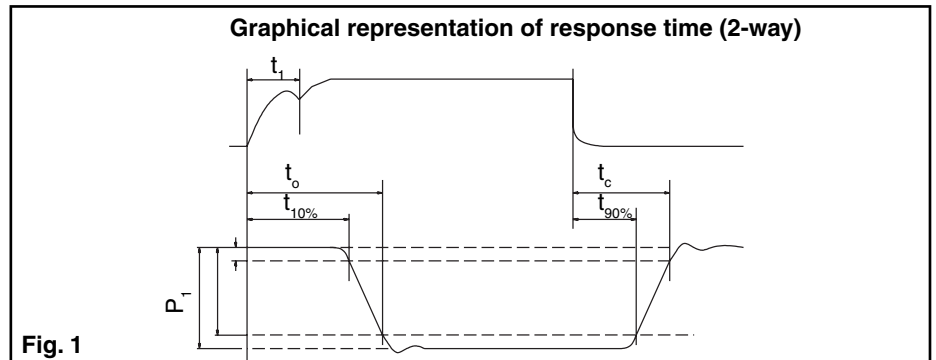 Graphical representation of response time (2-way)
t1
to
tc
t10%
t90%
P1
Fig. 1